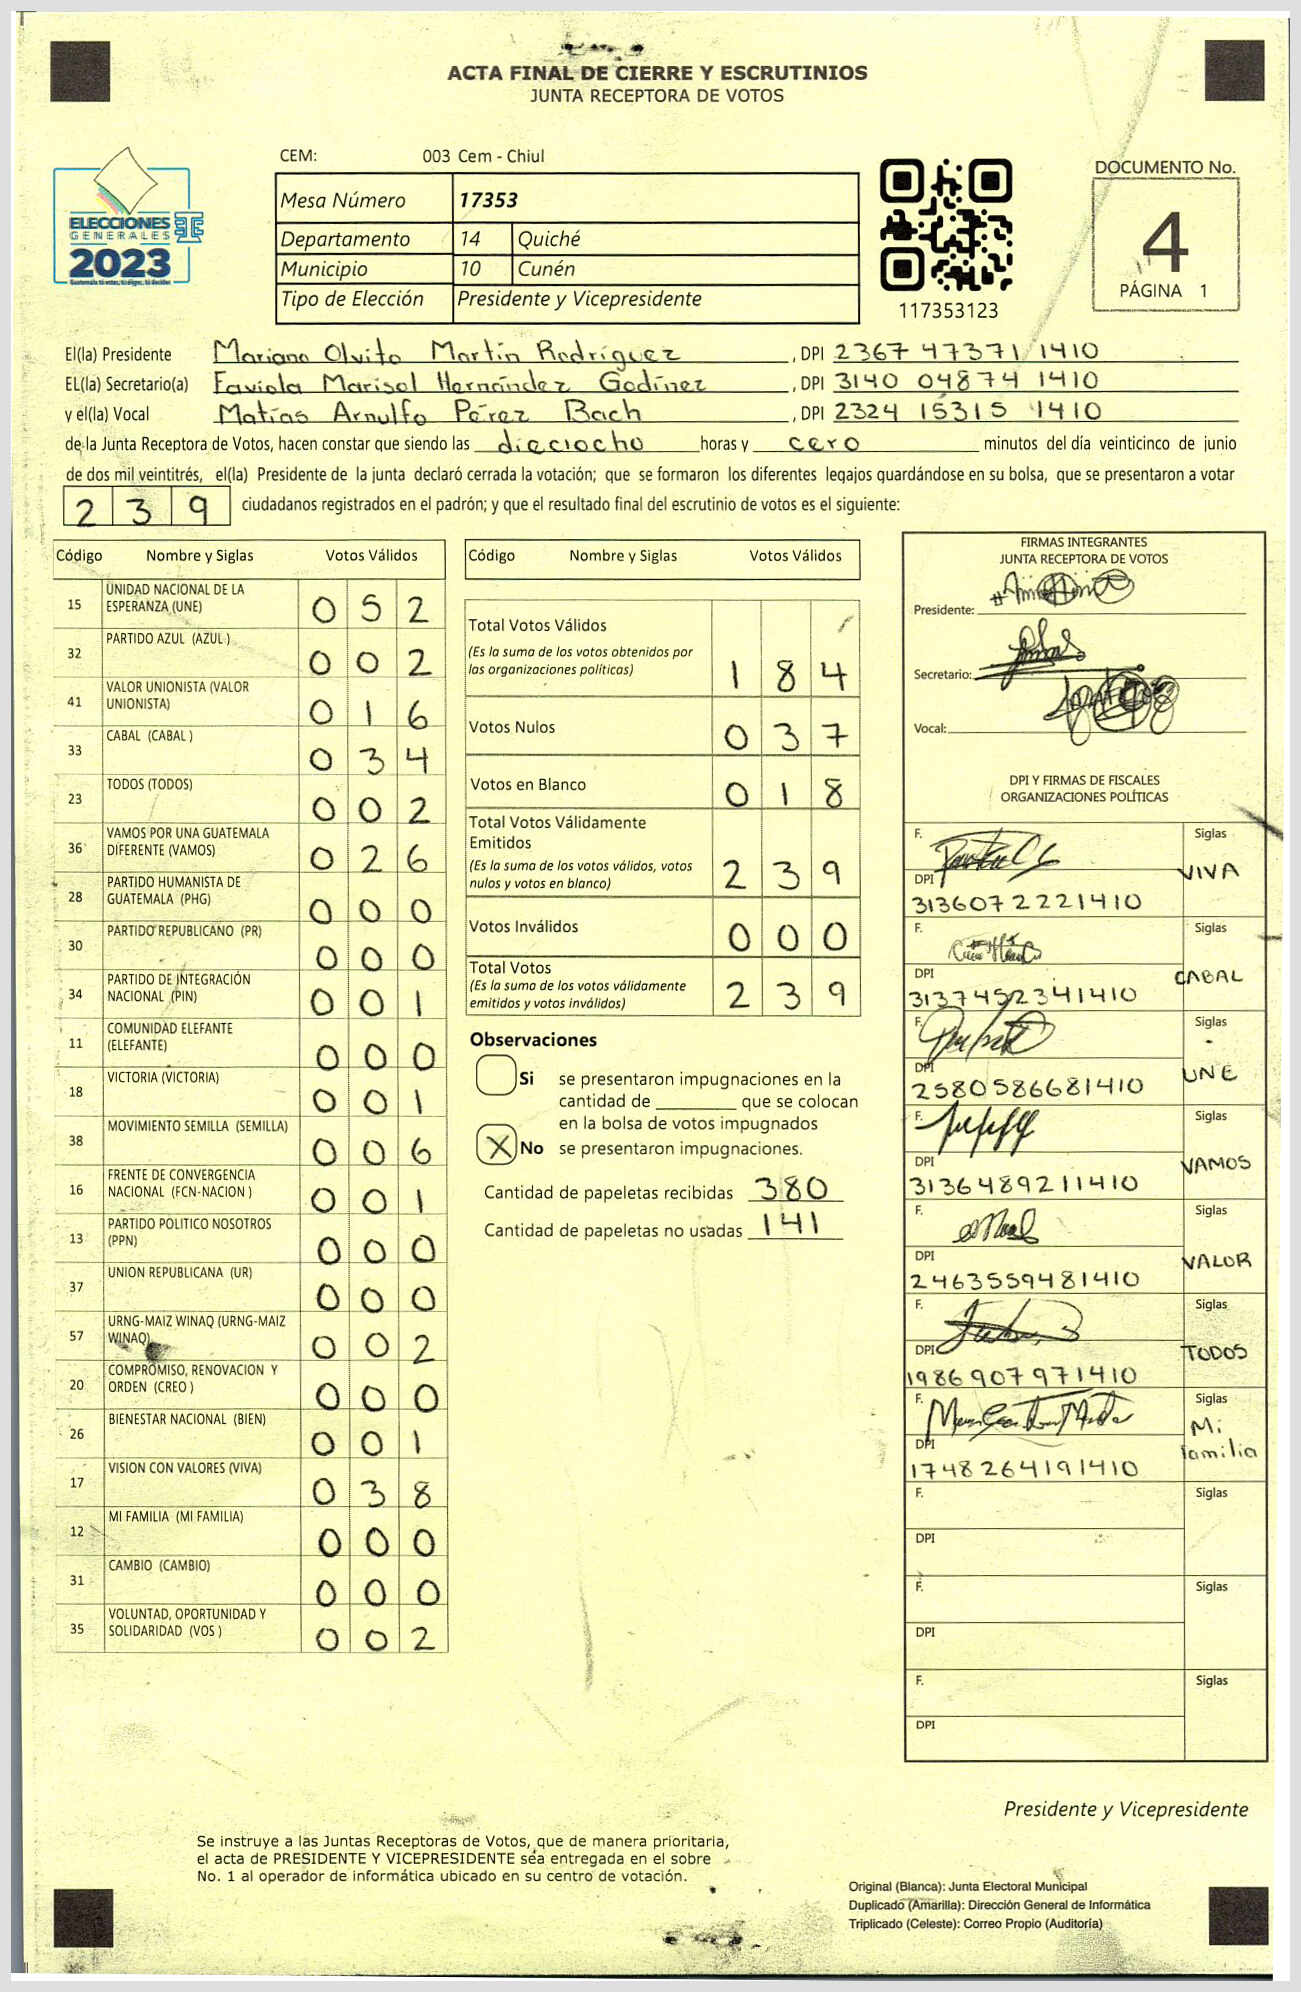 ACTA FINAL DE CIERRE Y ESCRUTINIOS
JUNTA RECEPTORA DE VOTOS
CEM: 003 Cem - Chiul
ELECCIONES
GENERALES
2023
Guatemala tú votas, tú eliges, tú decides
Mesa Número 17353
Departamento 14 Quiché
Municipio 10 Cunén
Tipo de Elección Presidente y Vicepresidente
117353123
DOCUMENTO No.
4
PÁGINA 1
El(la) Presidente Mariano Olvito Martín Rodríguez , DPI 2367 47371 1410
EL(la) Secretario(a) Faviola Marisol Hernández Godínez , DPI 3140 04874 1410
y el(la) Vocal Matías Arnulfo Pérez Bach , DPI 2324 15315 1410
de la Junta Receptora de Votos, hacen constar que siendo las dieciocho horas y cero minutos del día veinticinco de junio
de dos mil veintitrés, el(la) Presidente de la junta declaró cerrada la votación; que se formaron los diferentes legajos guardándose en su bolsa, que se presentaron a votar
239 ciudadanos registrados en el padrón; y que el resultado final del escrutinio de votos es el siguiente:
Código Nombre y Siglas Votos Válidos
15 UNIDAD NACIONAL DE LA
ESPERANZA (UNE) 0 5 2
32 PARTIDO AZUL (AZUL ) 0 0 2
41 VALOR UNIONISTA (VALOR
UNIONISTA) 0 1 6
33 CABAL (CABAL ) 0 3 4
23 TODOS (TODOS) 0 0 2
36 VAMOS POR UNA GUATEMALA
DIFERENTE (VAMOS) 0 2 6
28 PARTIDO HUMANISTA DE
GUATEMALA (PHG) 0 0 0
30 PARTIDO REPUBLICANO (PR) 0 0 0
34 PARTIDO DE INTEGRACIÓN
NACIONAL (PIN) 0 0 1
11 COMUNIDAD ELEFANTE
(ELEFANTE) 0 0 0
18 VICTORIA (VICTORIA) 0 0 1
38 MOVIMIENTO SEMILLA (SEMILLA) 0 0 6
16 FRENTE DE CONVERGENCIA
NACIONAL (FCN-NACION ) 0 0 1
13 PARTIDO POLITICO NOSOTROS
(PPN) 0 0 0
37 UNION REPUBLICANA (UR) 0 0 0
57 URNG-MAIZ WINAQ (URNG-MAIZ
WINAQ) 0 0 2
20 COMPROMISO, RENOVACION Y
ORDEN (CREO ) 0 0 0
26 BIENESTAR NACIONAL (BIEN) 0 0 1
17 VISION CON VALORES (VIVA) 0 3 8
12 MI FAMILIA (MI FAMILIA) 0 0 0
31 CAMBIO (CAMBIO) 0 0 0
35 VOLUNTAD, OPORTUNIDAD Y
SOLIDARIDAD (VOS ) 0 0 2
Código Nombre y Siglas Votos Válidos
Total Votos Válidos
(Es la suma de los votos obtenidos por
las organizaciones políticas) 1 8 4
Votos Nulos 0 3 7
Votos en Blanco 0 1 8
Total Votos Válidamente
Emitidos
(Es la suma de los votos válidos, votos
nulos y votos en blanco) 2 3 9
Votos Inválidos 0 0 0
Total Votos
(Es la suma de los votos válidamente
emitidos y votos inválidos) 2 3 9
Observaciones
Si se presentaron impugnaciones en la
cantidad de ________ que se colocan
en la bolsa de votos impugnados
X No se presentaron impugnaciones.
Cantidad de papeletas recibidas 380
Cantidad de papeletas no usadas 141
FIRMAS INTEGRANTES
JUNTA RECEPTORA DE VOTOS
Presidente:
Secretario:
Vocal:
DPI Y FIRMAS DE FISCALES
ORGANIZACIONES POLÍTICAS
F. Siglas
VIVA
DPI
3136072221410
F. Siglas
CABAL
DPI
3137452341410
F. Siglas
UNE
DPI
2580586681410
F. Siglas
VAMOS
DPI
3136489211410
F. Siglas
VALOR
DPI
2463559481410
F. Siglas
TODOS
DPI
1986907971410
F. Siglas
Mi
familia
DPI
1748264191410
F. Siglas
DPI
F. Siglas
DPI
F. Siglas
DPI
Presidente y Vicepresidente
Se instruye a las Juntas Receptoras de Votos, que de manera prioritaria,
el acta de PRESIDENTE Y VICEPRESIDENTE sea entregada en el sobre
No. 1 al operador de informática ubicado en su centro de votación.
Original (Blanca): Junta Electoral Municipal
Duplicado (Amarilla): Dirección General de Informática
Triplicado (Celeste): Correo Propio (Auditoría)